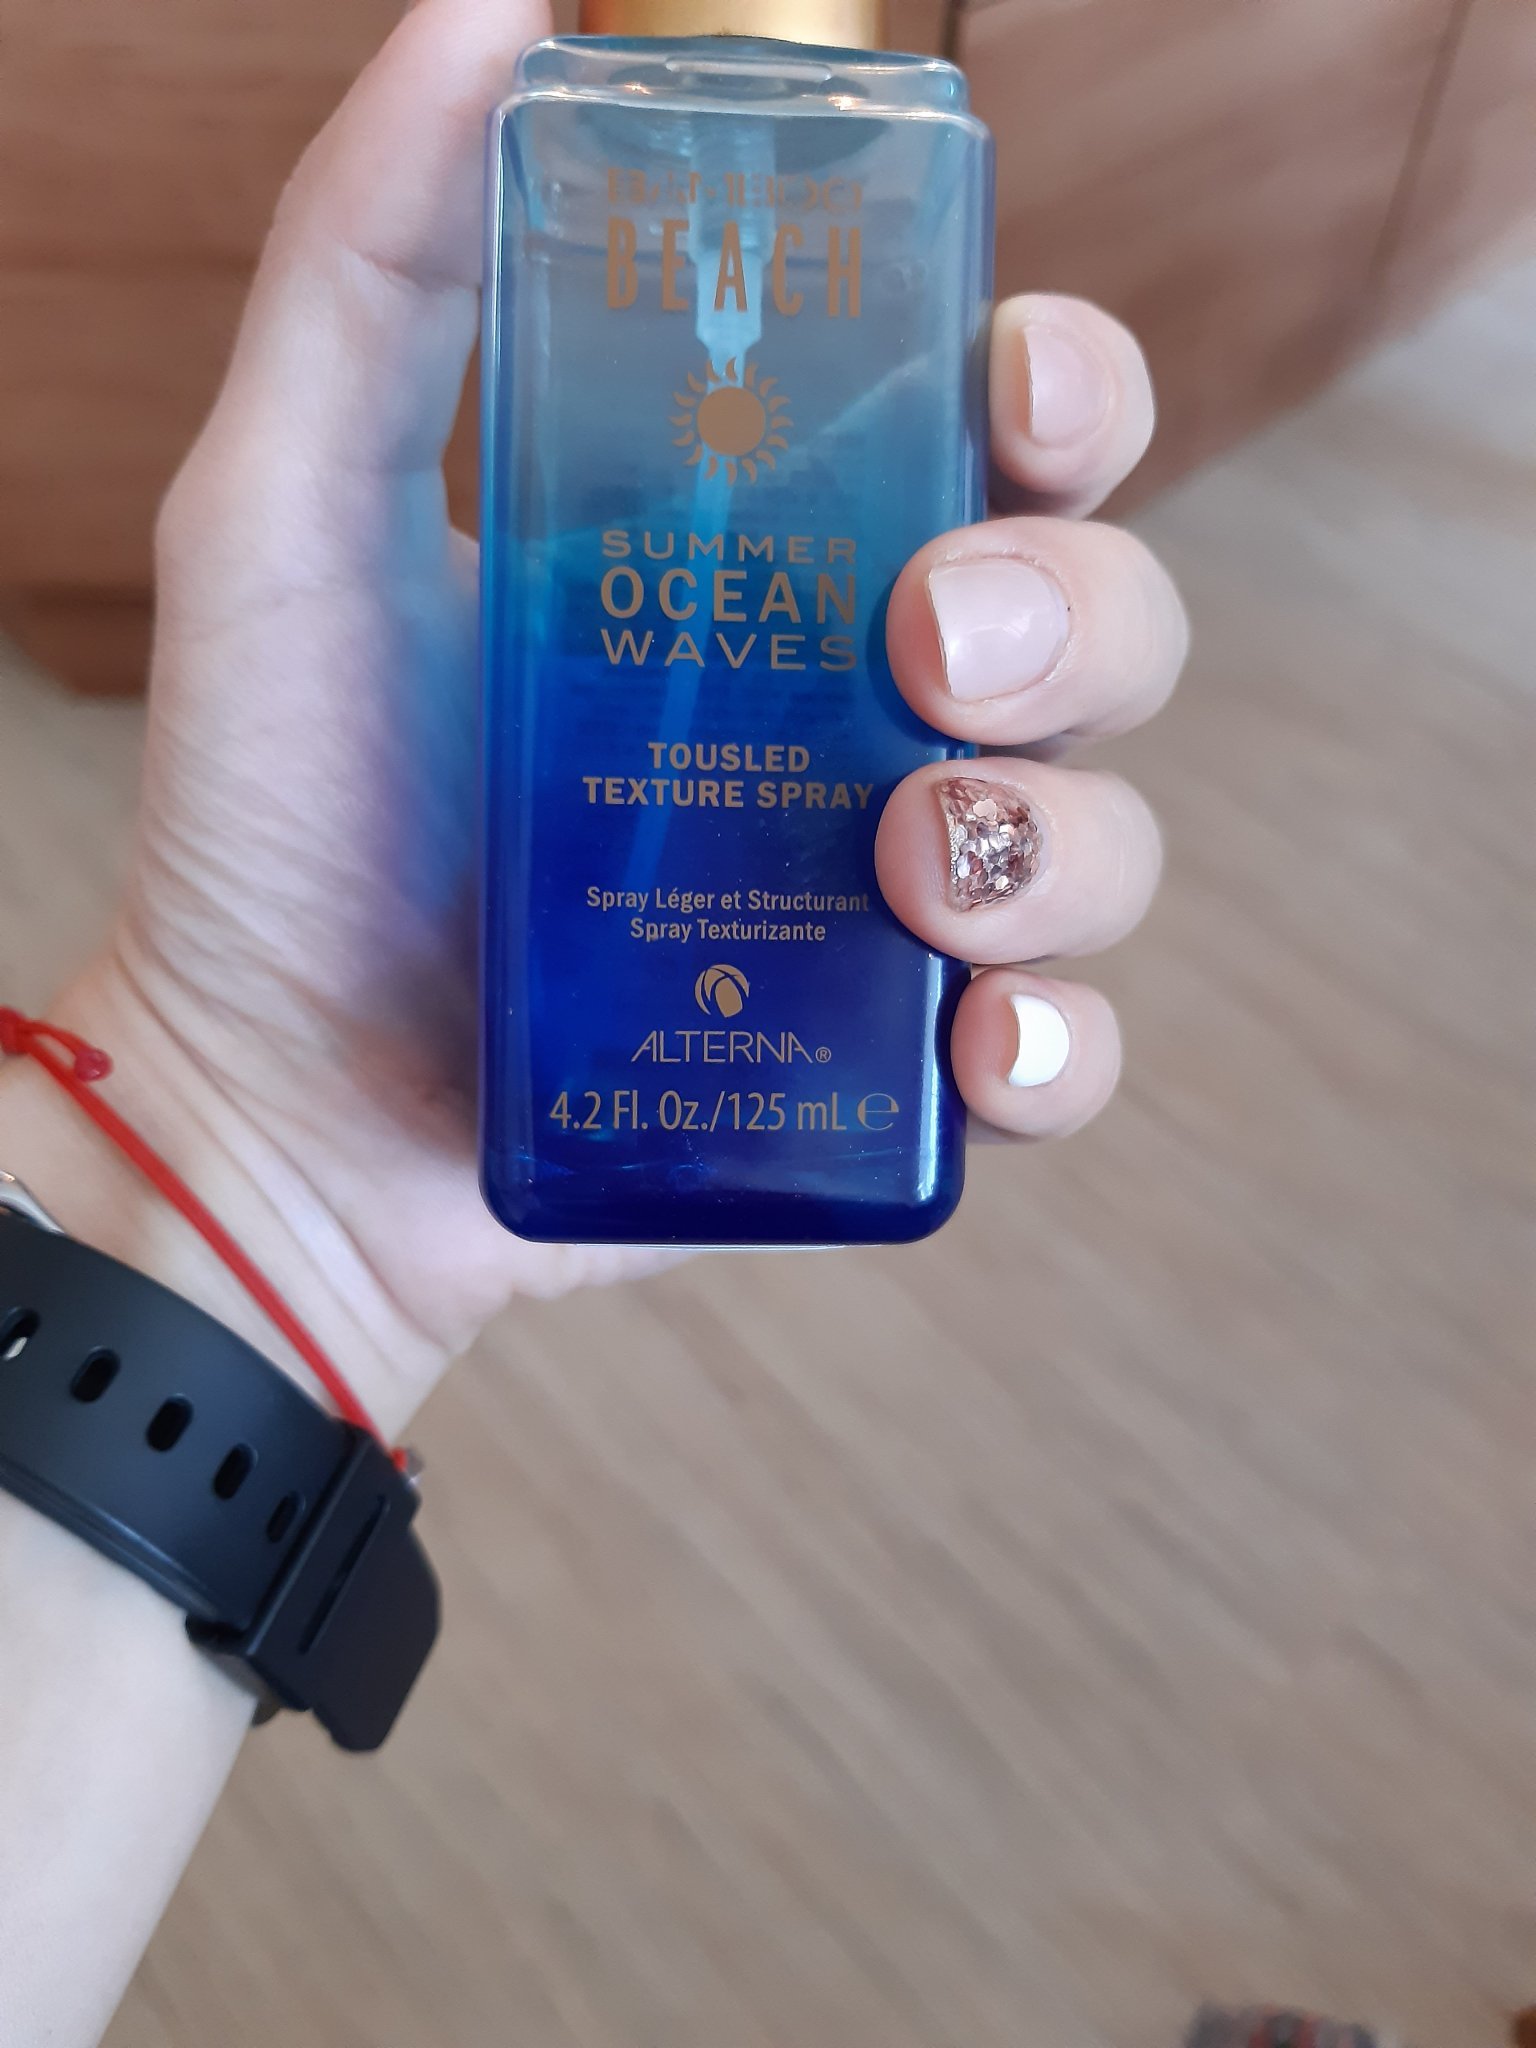 BAMBOO
BEACH
SUMMER
OCEAN
WAVES
TOUSLED
TEXTURE SPRAY
Spray Léger et Structurant
Spray Texturizante
ALTERNA®
4.2 Fl. Oz./125 mL ℮